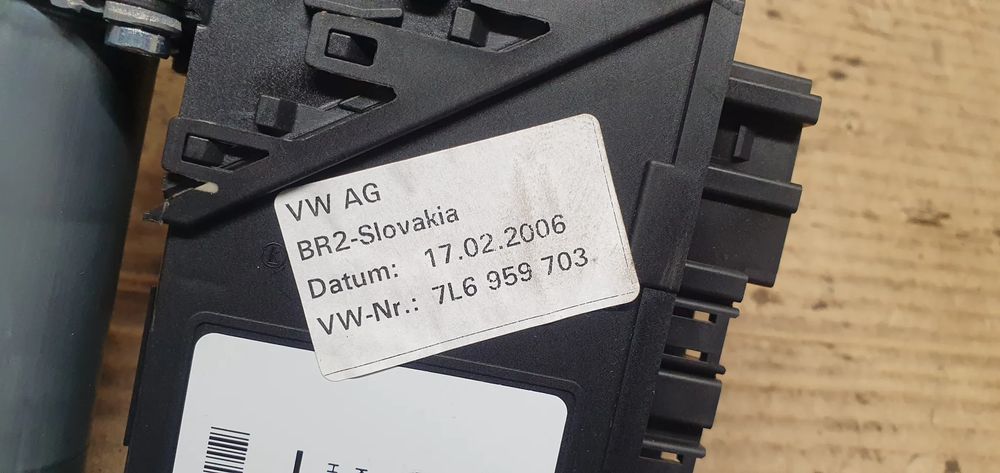 VW AG
BR2-Slovakia
Datum: 17.02.2006
VW-Nr.: 7L6 959 703